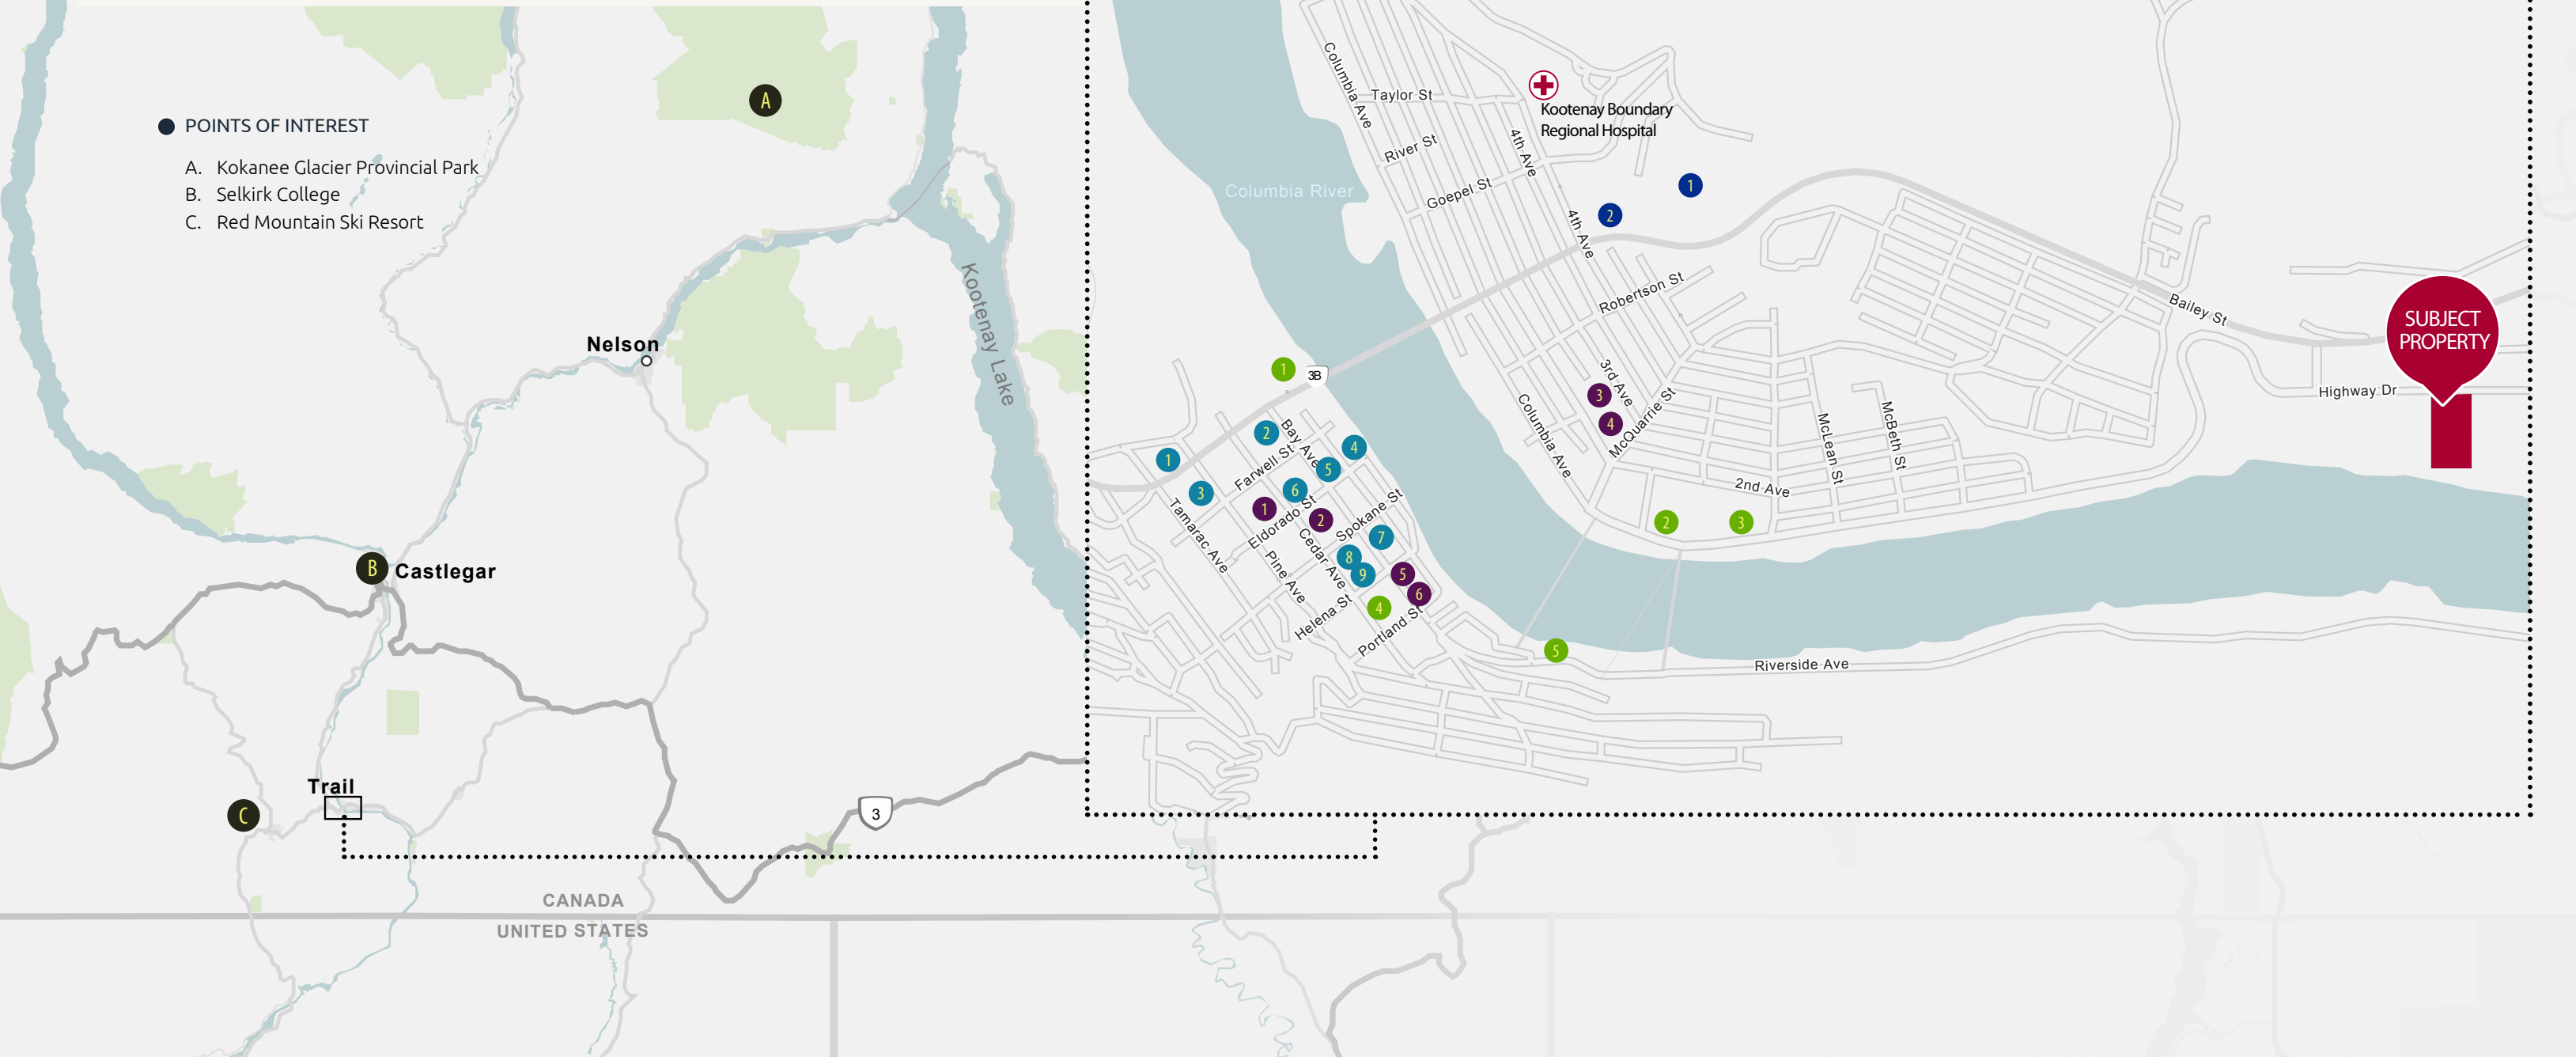 POINTS OF INTEREST
A. Kokanee Glacier Provincial Park
B. Selkirk College
C. Red Mountain Ski Resort
A
Nelson
Kootenay Lake
B
Castlegar
Trail
C
3
CANADA
UNITED STATES
Columbia Ave
Taylor St
Kootenay Boundary
Regional Hospital
River St
4th Ave
Columbia River
Goepel St
1
2
4th Ave
Robertson St
Bailey St
SUBJECT
PROPERTY
Highway Dr
1
3B
3rd Ave
3
4
McQuarrie St
Columbia Ave
McLean St
McBeth St
2nd Ave
2
3
2
Bay Ave
4
1
Farwell St
5
3
6
1
Eldorado St
2
Spokane St
Tamarac Ave
Cedar Ave
7
8
9
5
6
Pine Ave
4
Helena St
Portland St
5
Riverside Ave